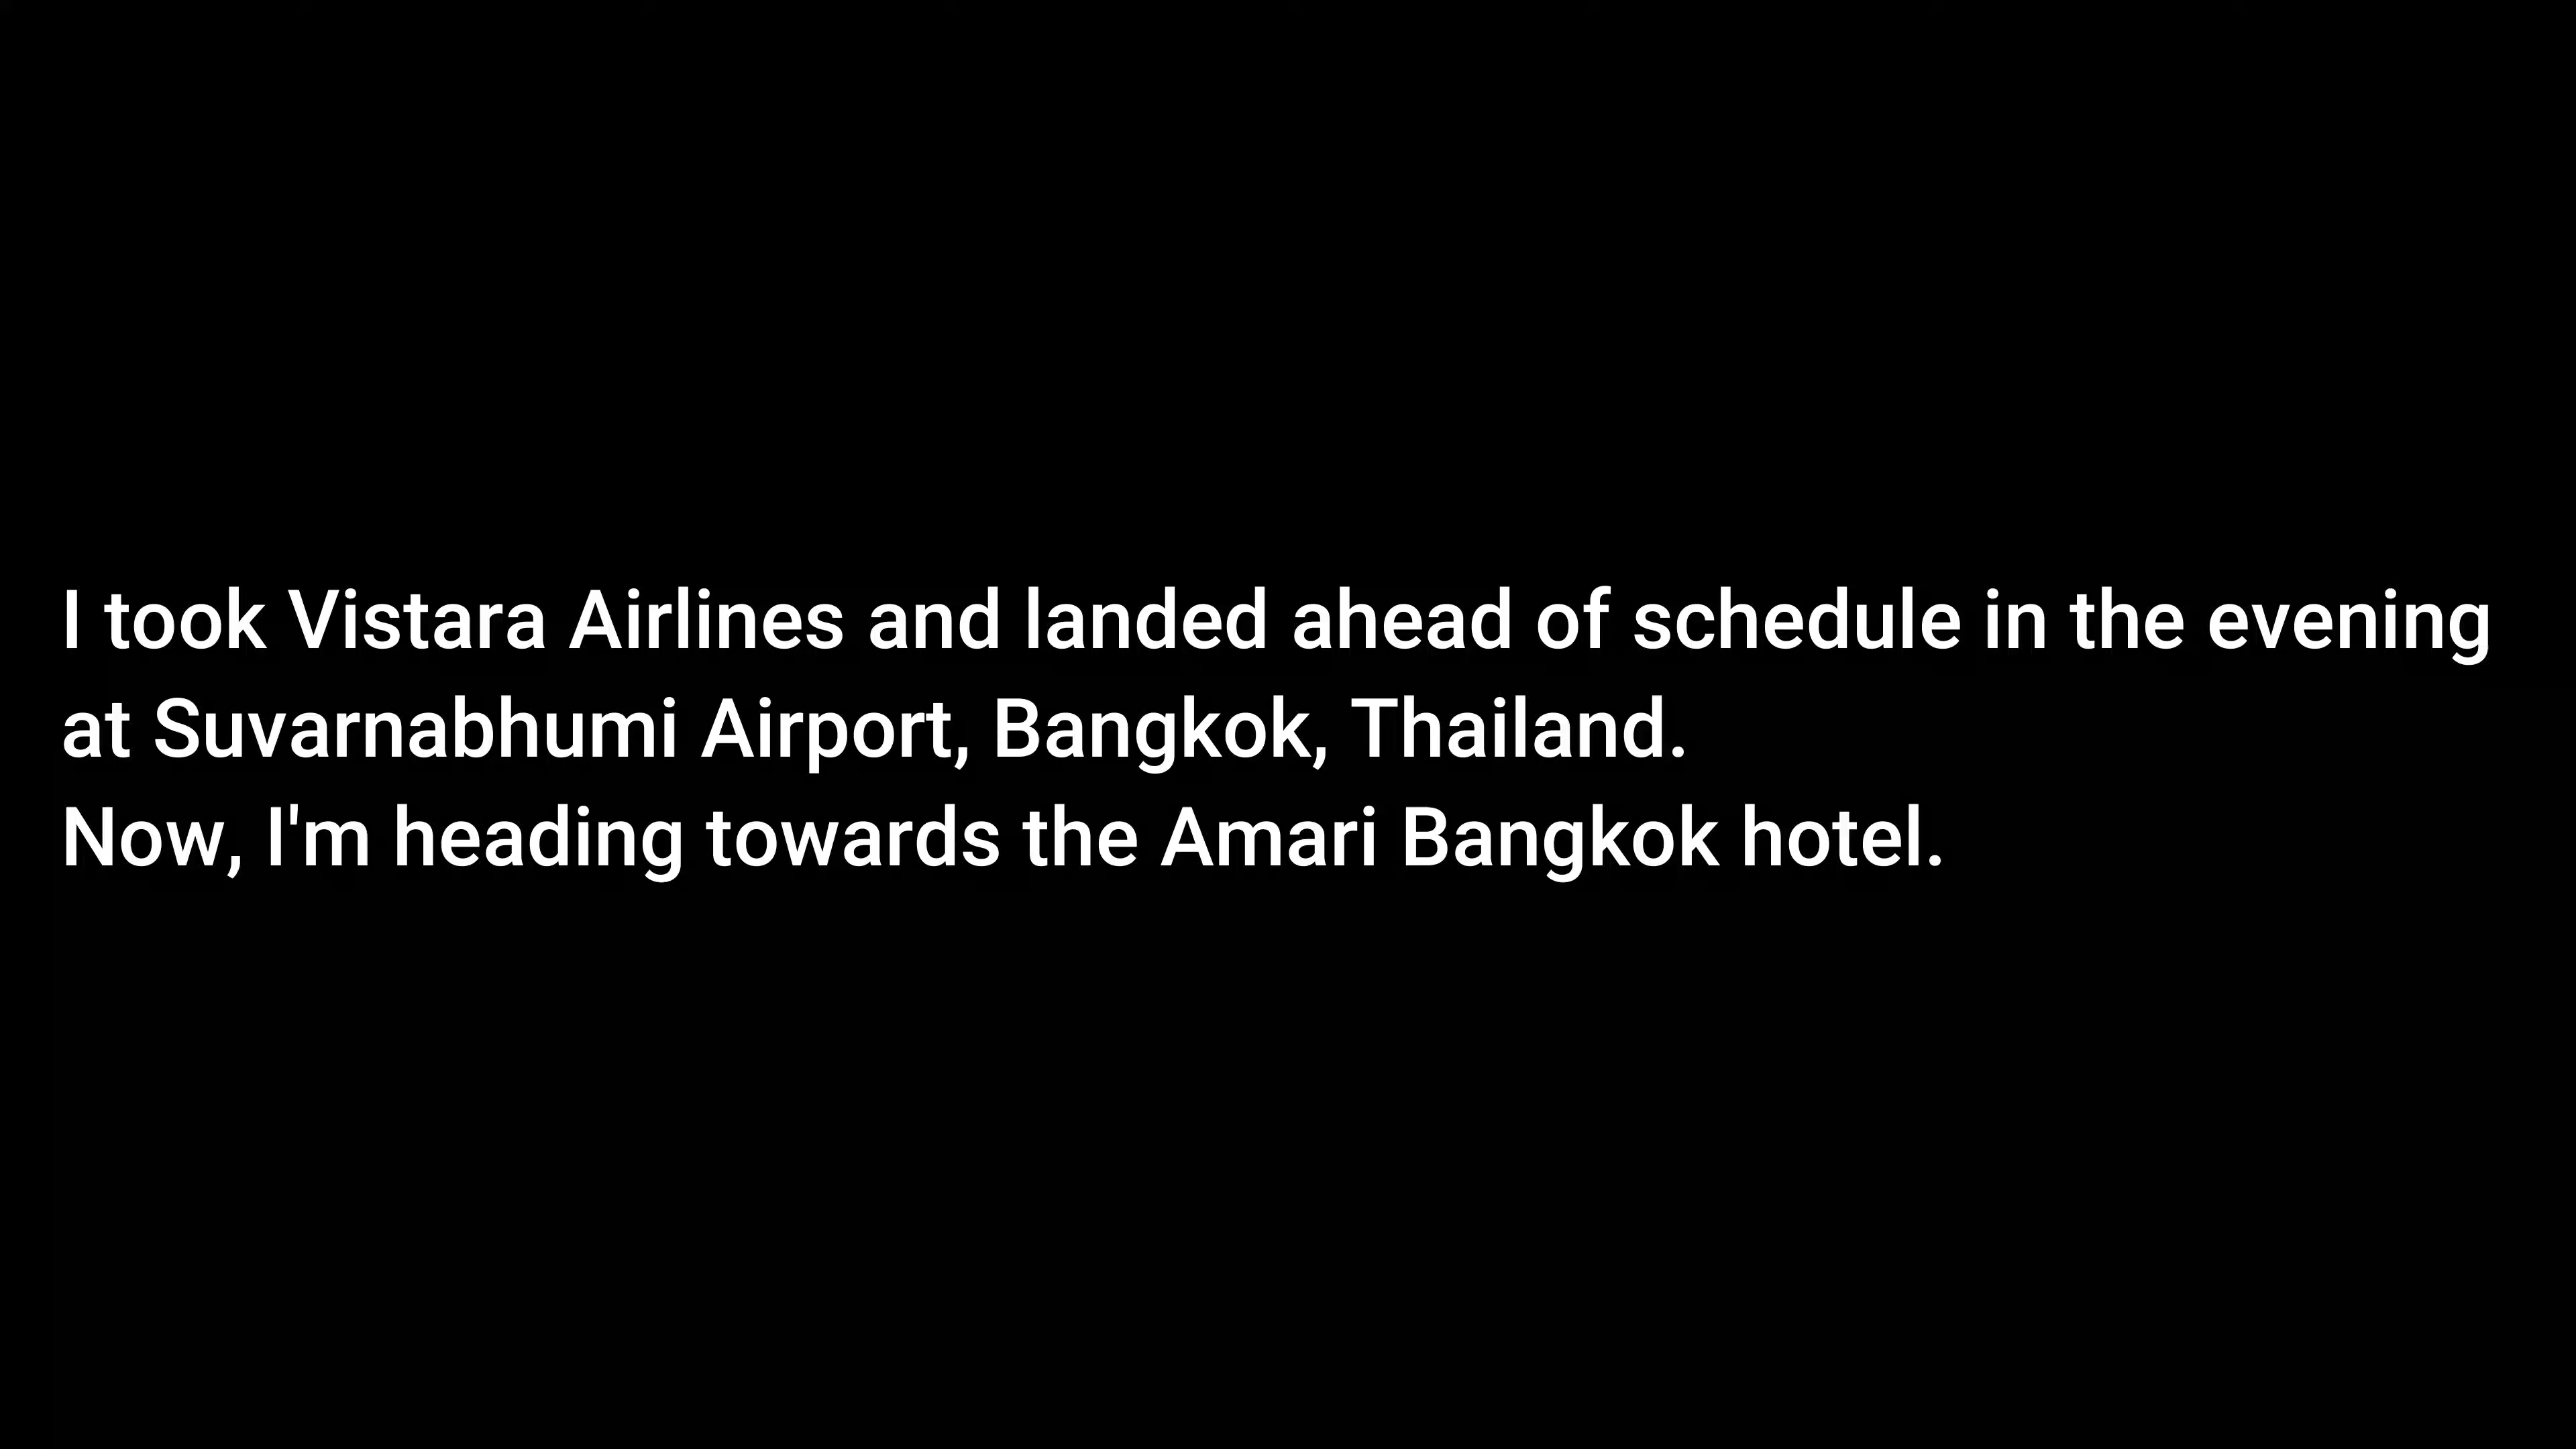 I took Vistara Airlines and landed ahead of schedule in the evening
at Suvarnabhumi Airport, Bangkok, Thailand.
Now, I'm heading towards the Amari Bangkok hotel.